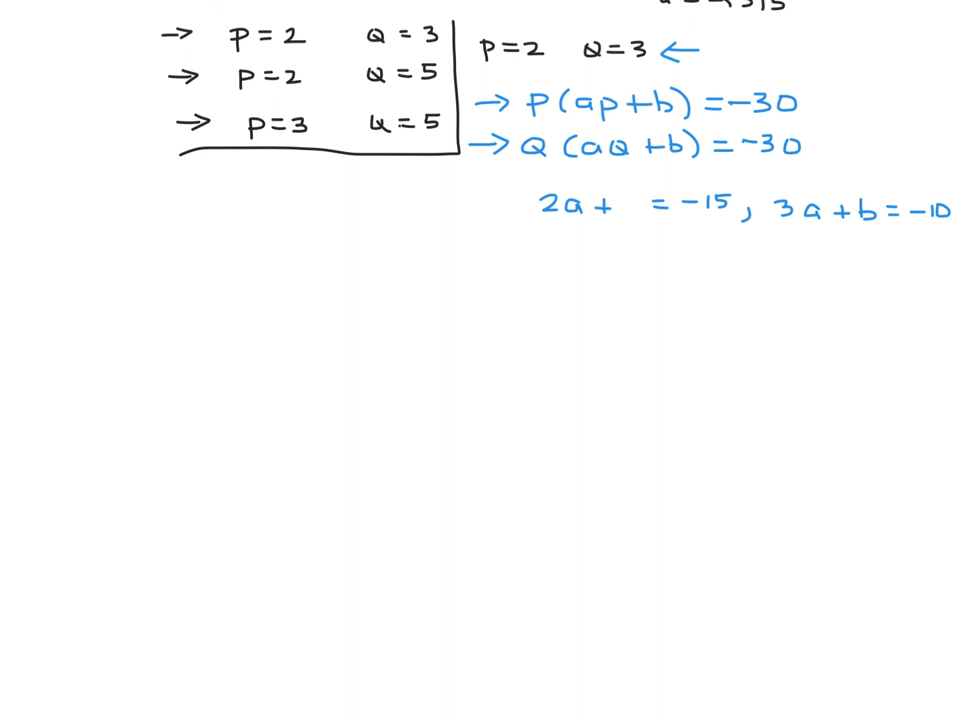 → P = 2 Q = 3
→ P = 2 Q = 5
→ P = 3 Q = 5
P = 2 Q = 3 ←
→ P (ap + b) = -30
→ Q (aQ + b) = -30
2a + = -15, 3a + b = -10